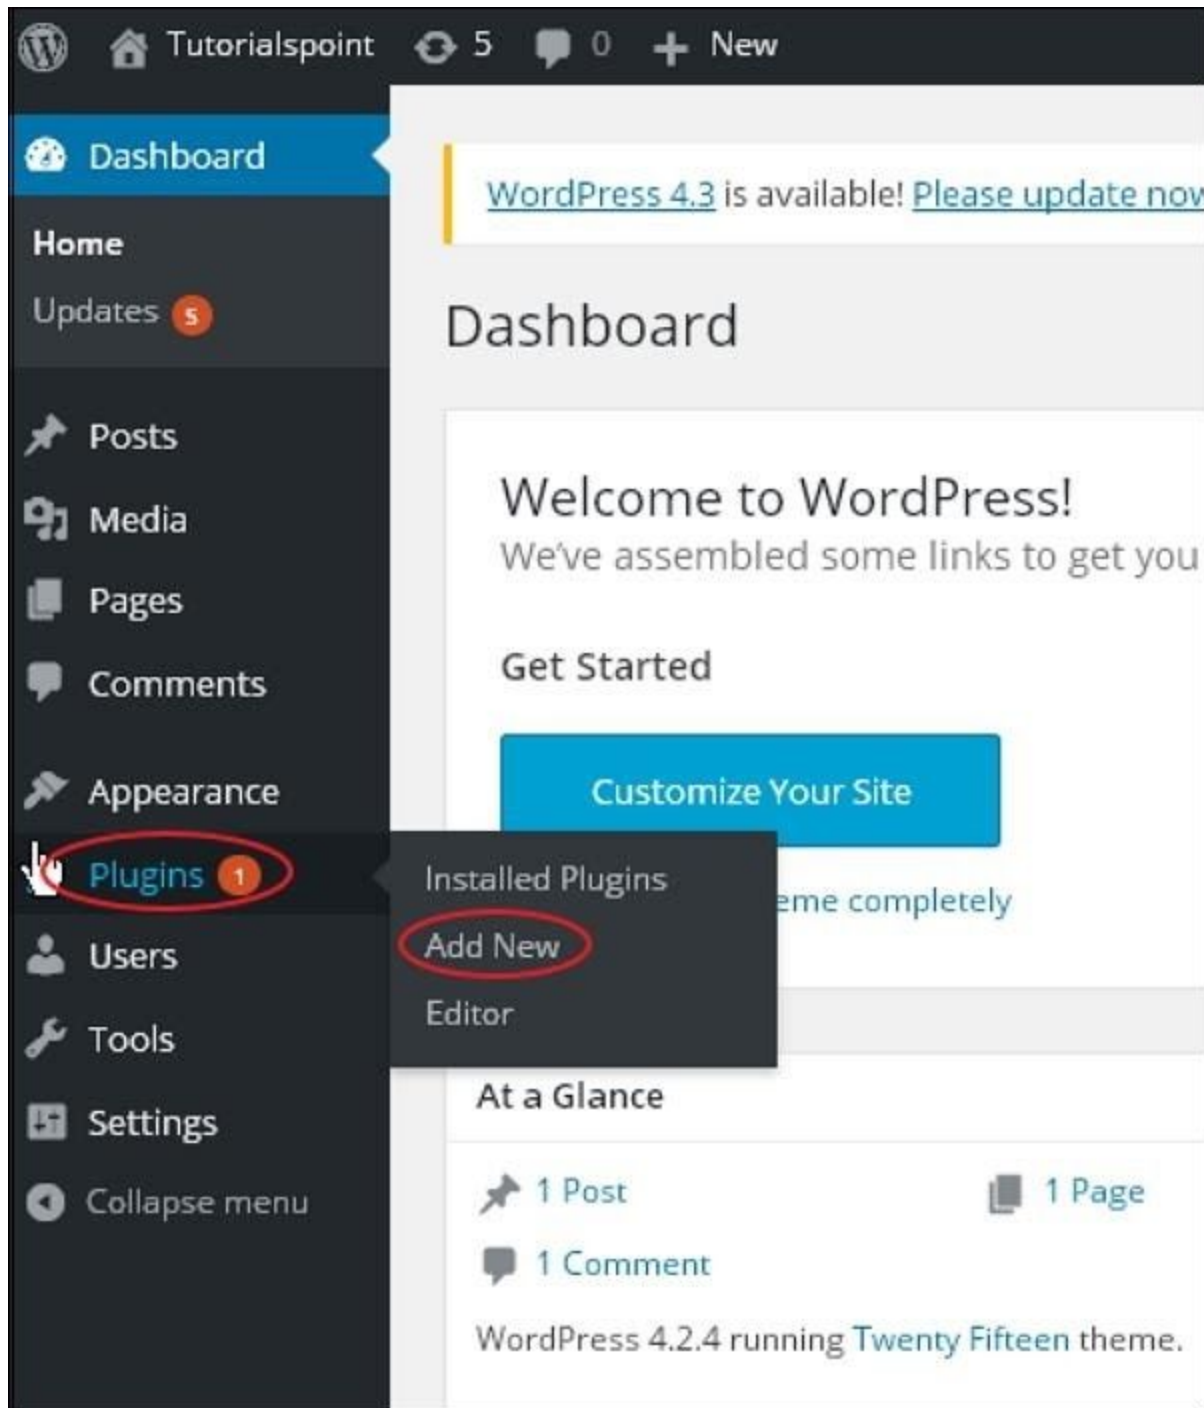 Tutorialspoint 5 0 New
Dashboard
Home
Updates 5
Posts
Media
Pages
Comments
Appearance
Plugins 1
Users
Tools
Settings
Collapse menu
Installed Plugins
Add New
Editor
WordPress 4.3 is available! Please update now
Dashboard
Welcome to WordPress!
We've assembled some links to get you
Get Started
Customize Your Site
eme completely
At a Glance
1 Post 1 Page
1 Comment
WordPress 4.2.4 running Twenty Fifteen theme.